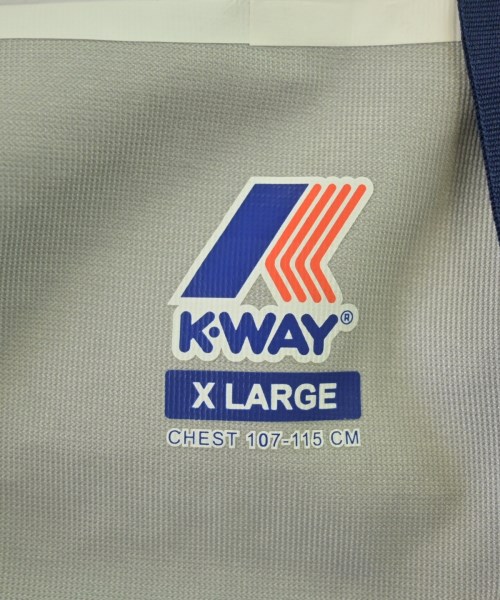 K·WAY®
X LARGE
CHEST 107-115 CM